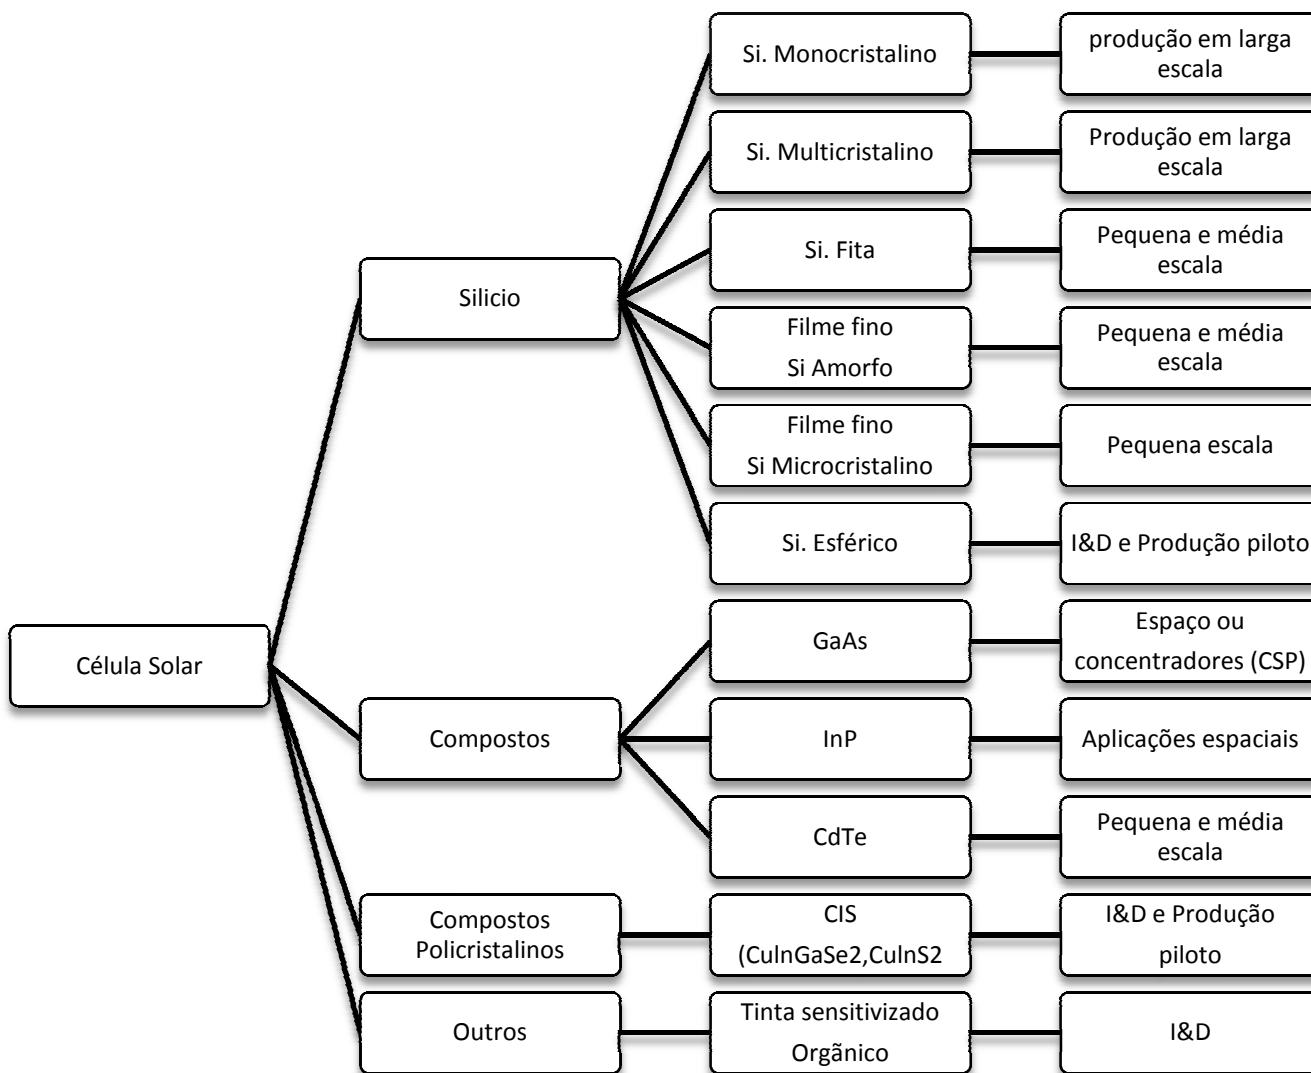 Si. Monocristalino
produção em larga
escala
Si. Multicristalino
Produção em larga
escala
Si. Fita
Pequena e média
escala
Silicio
Filme fino
Si Amorfo
Pequena e média
escala
Filme fino
Si Microcristalino
Pequena escala
Si. Esférico
I&D e Produção piloto
Célula Solar
GaAs
Espaço ou
concentradores (CSP)
Compostos
InP
Aplicações espaciais
CdTe
Pequena e média
escala
Compostos
Policristalinos
CIS
(CuInGaSe2,CuInS2
I&D e Produção
piloto
Outros
Tinta sensitivizado
Orgãnico
I&D